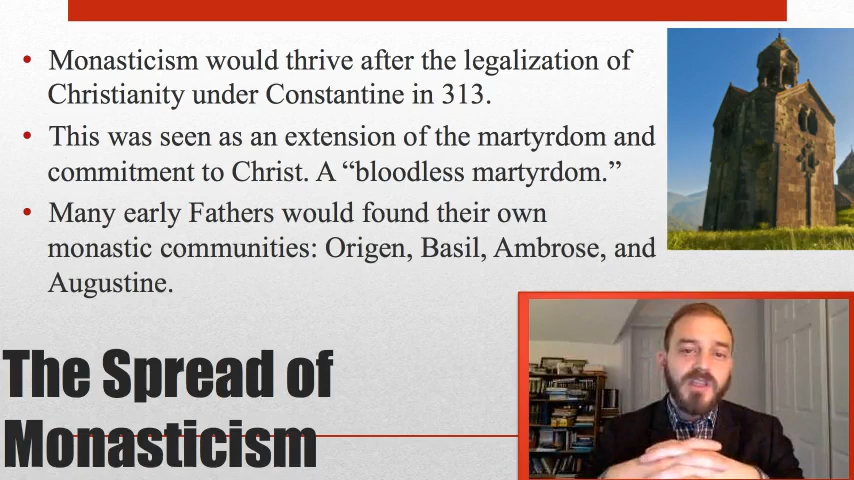 • Monasticism would thrive after the legalization of
Christianity under Constantine in 313.
• This was seen as an extension of the martyrdom and
commitment to Christ. A “bloodless martyrdom.”
• Many early Fathers would found their own
monastic communities: Origen, Basil, Ambrose, and
Augustine.
The Spread of
Monasticism